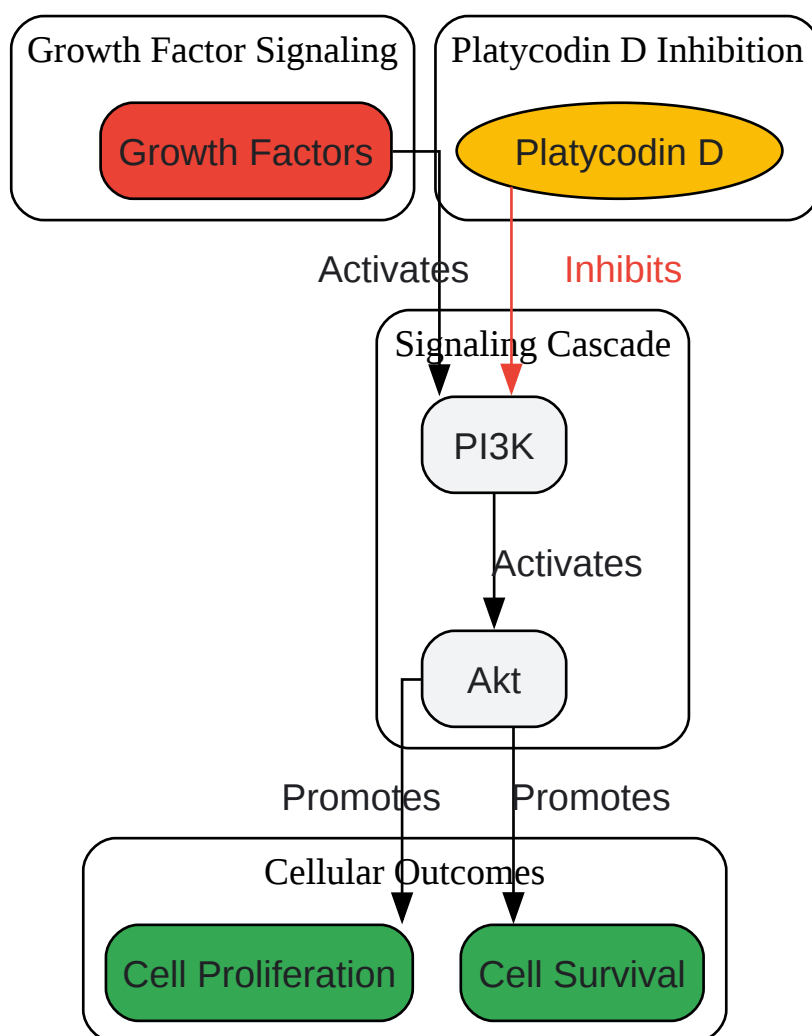 Growth Factor Signaling
Platycodin D Inhibition
Growth Factors
Platycodin D
Activates
Inhibits
Signaling Cascade
PI3K
Activates
Akt
Promotes
Promotes
Cellular Outcomes
Cell Proliferation
Cell Survival